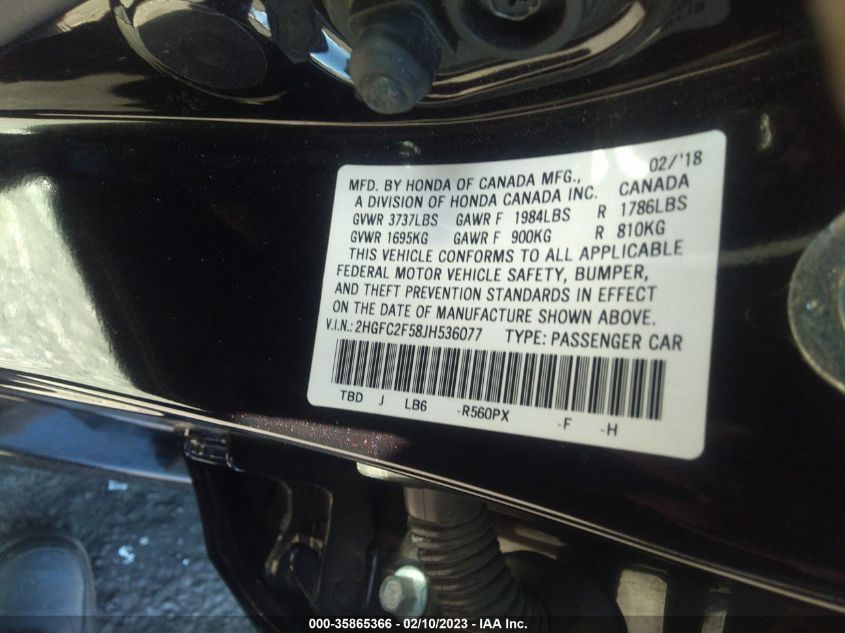 02/'18
MFD. BY HONDA OF CANADA MFG.,
A DIVISION OF HONDA CANADA INC. CANADA
GVWR 3737LBS GAWR F 1984LBS R 1786LBS
GVWR 1695KG GAWR F 900KG R 810KG
THIS VEHICLE CONFORMS TO ALL APPLICABLE
FEDERAL MOTOR VEHICLE SAFETY, BUMPER,
AND THEFT PREVENTION STANDARDS IN EFFECT
ON THE DATE OF MANUFACTURE SHOWN ABOVE.
V.I.N.: 2HGFC2F58JH536077 TYPE: PASSENGER CAR
TBD J LB6 -R560PX -F -H
000-35865366 - 02/10/2023 - IAA Inc.